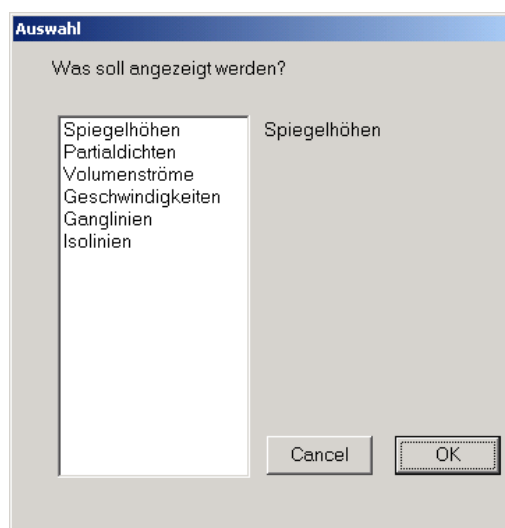 Auswahl
Was soll angezeigt werden?
Spiegelhöhen
Partialdichten
Volumenströme
Geschwindigkeiten
Ganglinien
Isolinien
Spiegelhöhen
Cancel
OK